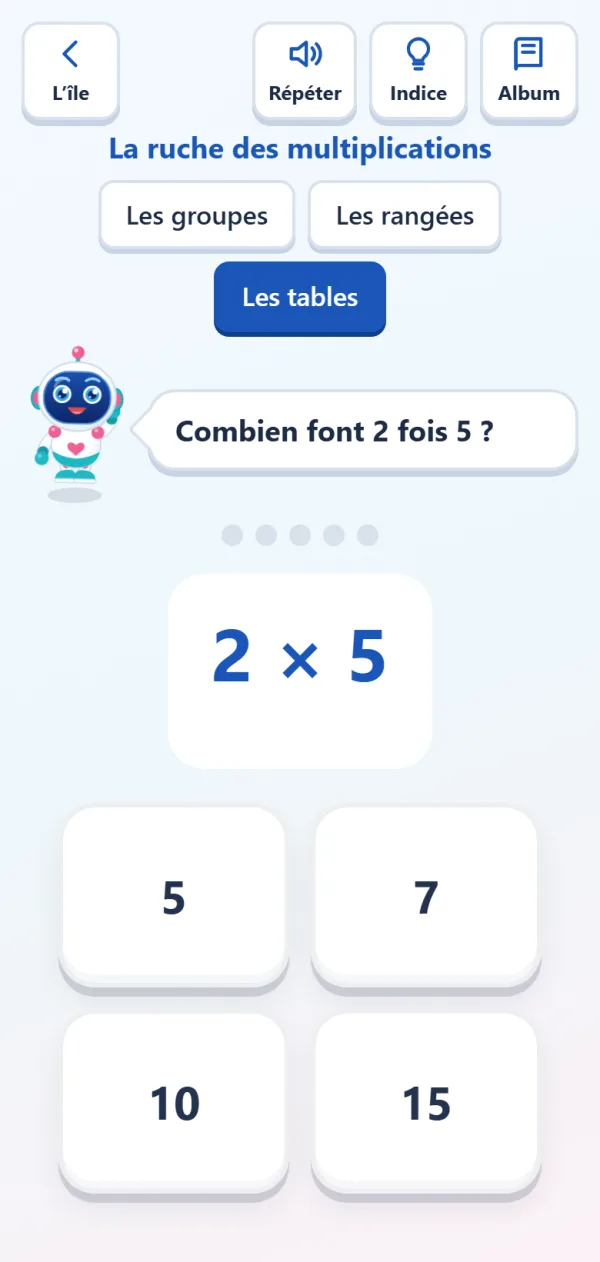 L'île
Répéter
Indice
Album
La ruche des multiplications
Les groupes
Les rangées
Les tables
Combien font 2 fois 5 ?
2 × 5
5
7
10
15